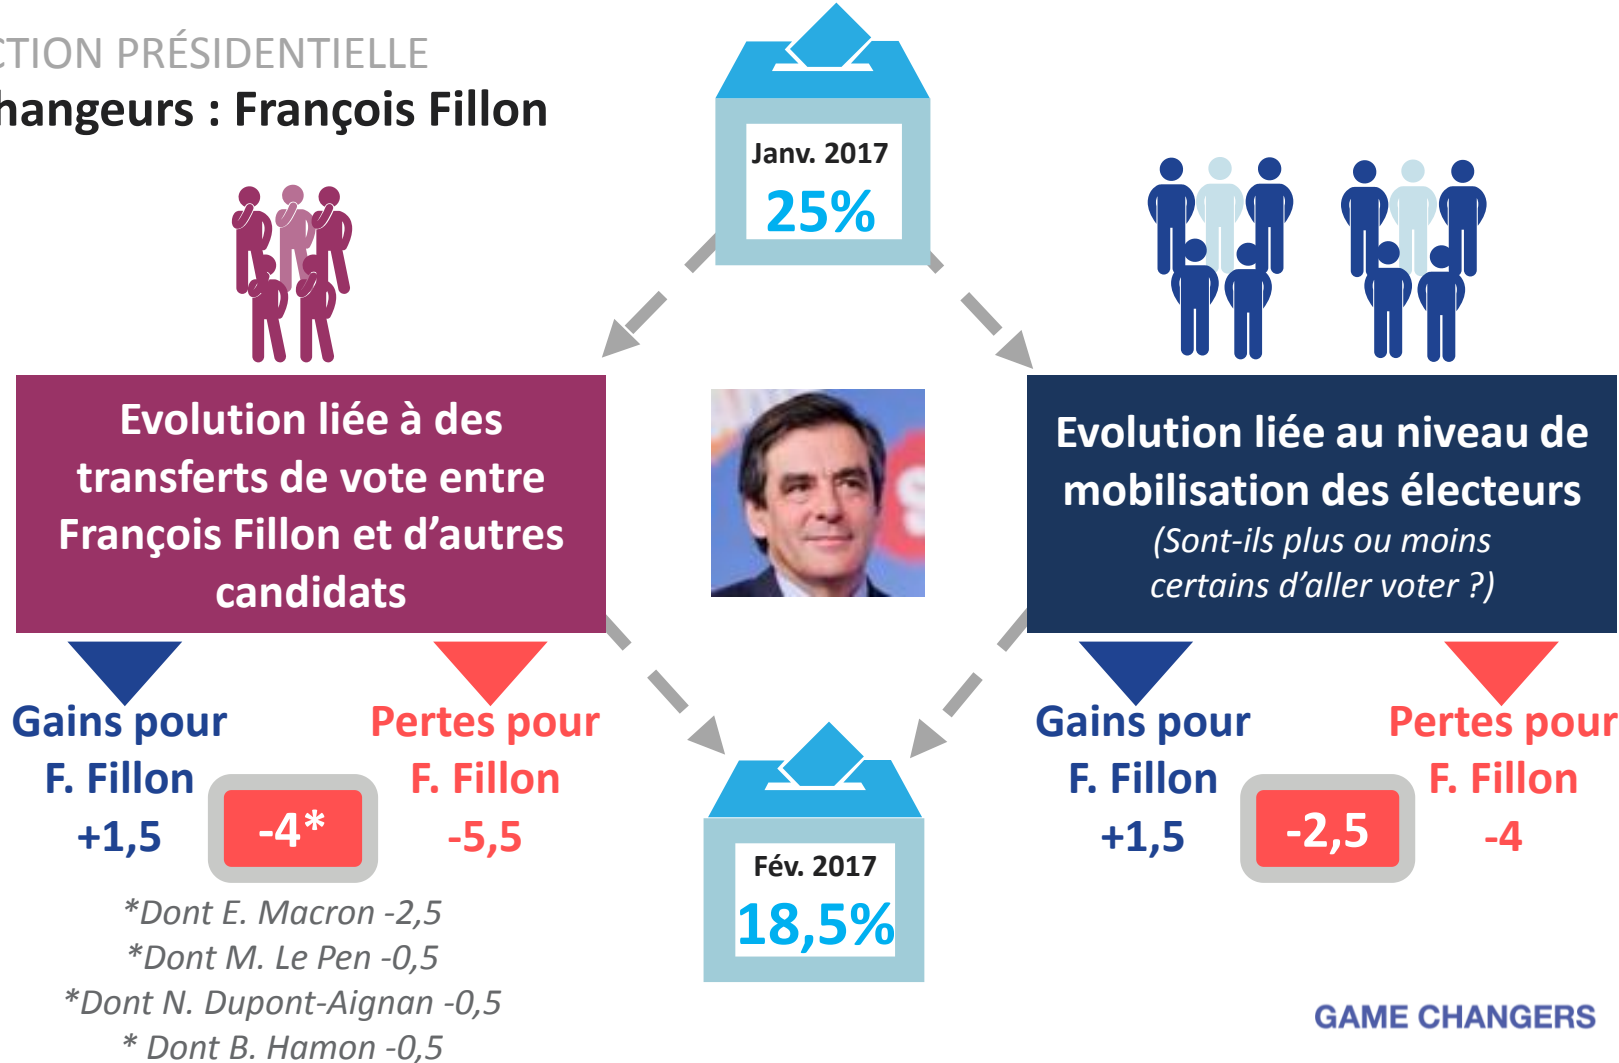 CTION PRÉSIDENTIELLE
hangeurs : François Fillon
Janv. 2017
25%
Evolution liée à des
transferts de vote entre
François Fillon et d'autres
candidats
Evolution liée au niveau de
mobilisation des électeurs
(Sont-ils plus ou moins
certains d'aller voter ?)
Gains pour
F. Fillon
+1,5
-4*
Pertes pour
F. Fillon
-5,5
*Dont E. Macron -2,5
*Dont M. Le Pen -0,5
*Dont N. Dupont-Aignan -0,5
* Dont B. Hamon -0,5
Fév. 2017
18,5%
Gains pour
F. Fillon
+1,5
-2,5
Pertes pour
F. Fillon
-4
GAME CHANGERS